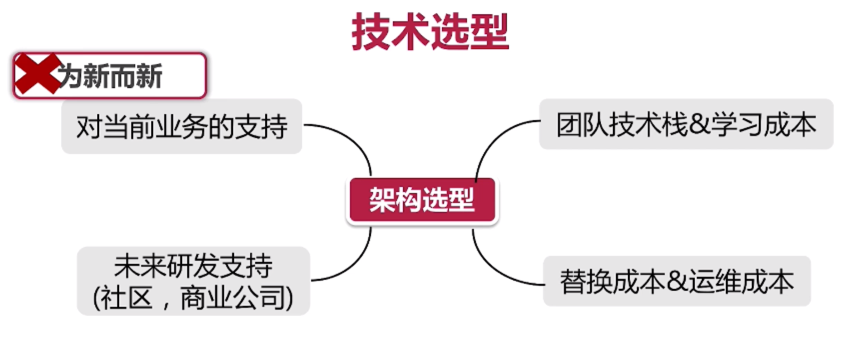 技术选型
为新而新
对当前业务的支持
团队技术栈&学习成本
架构选型
未来研发支持
(社区，商业公司)
替换成本&运维成本